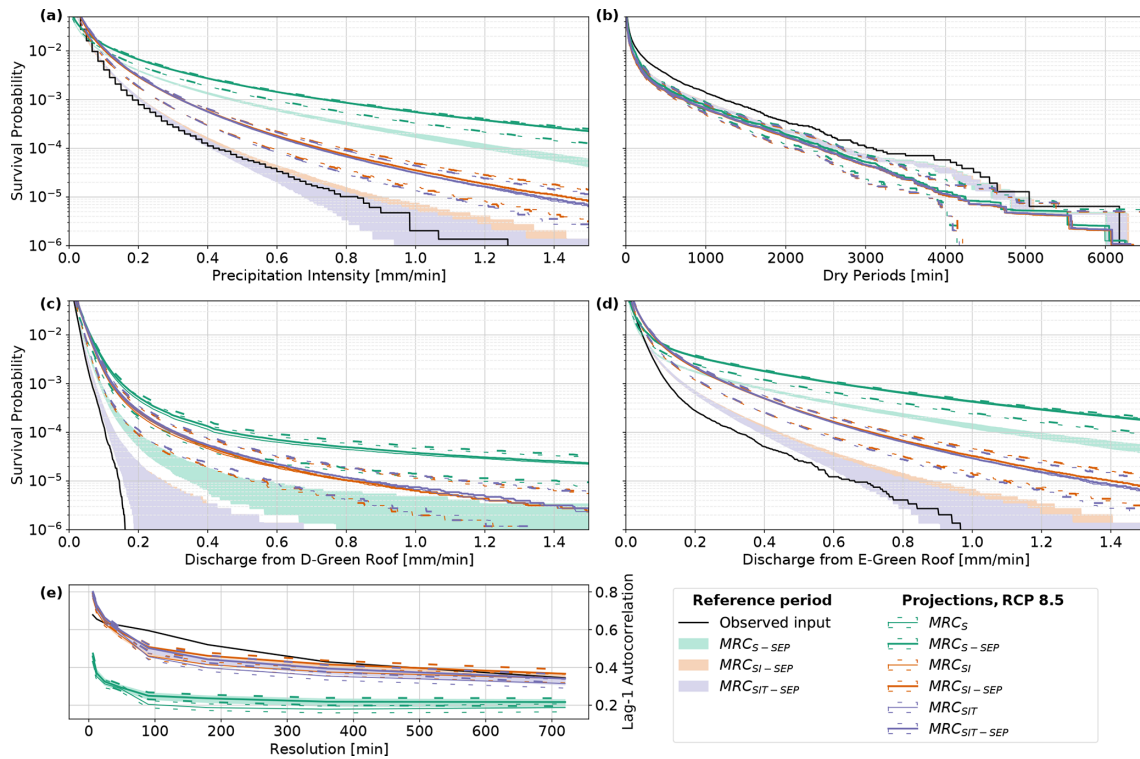 (a)
Survival Probability
10⁻²
10⁻³
10⁻⁴
10⁻⁵
10⁻⁶
0.0 0.2 0.4 0.6 0.8 1.0 1.2 1.4
Precipitation Intensity [mm/min]
(b)
0 1000 2000 3000 4000 5000 6000
Dry Periods [min]
(c)
Survival Probability
10⁻²
10⁻³
10⁻⁴
10⁻⁵
10⁻⁶
0.0 0.2 0.4 0.6 0.8 1.0 1.2 1.4
Discharge from D-Green Roof [mm/min]
(d)
0.0 0.2 0.4 0.6 0.8 1.0 1.2 1.4
Discharge from E-Green Roof [mm/min]
(e)
0.8
0.6
0.4
0.2
Lag-1 Autocorrelation
0 100 200 300 400 500 600 700
Resolution [min]
Reference period
Observed input
MRC_S−SEP
MRC_SI−SEP
MRC_SIT−SEP
Projections, RCP 8.5
MRC_S
MRC_S−SEP
MRC_SI
MRC_SI−SEP
MRC_SIT
MRC_SIT−SEP